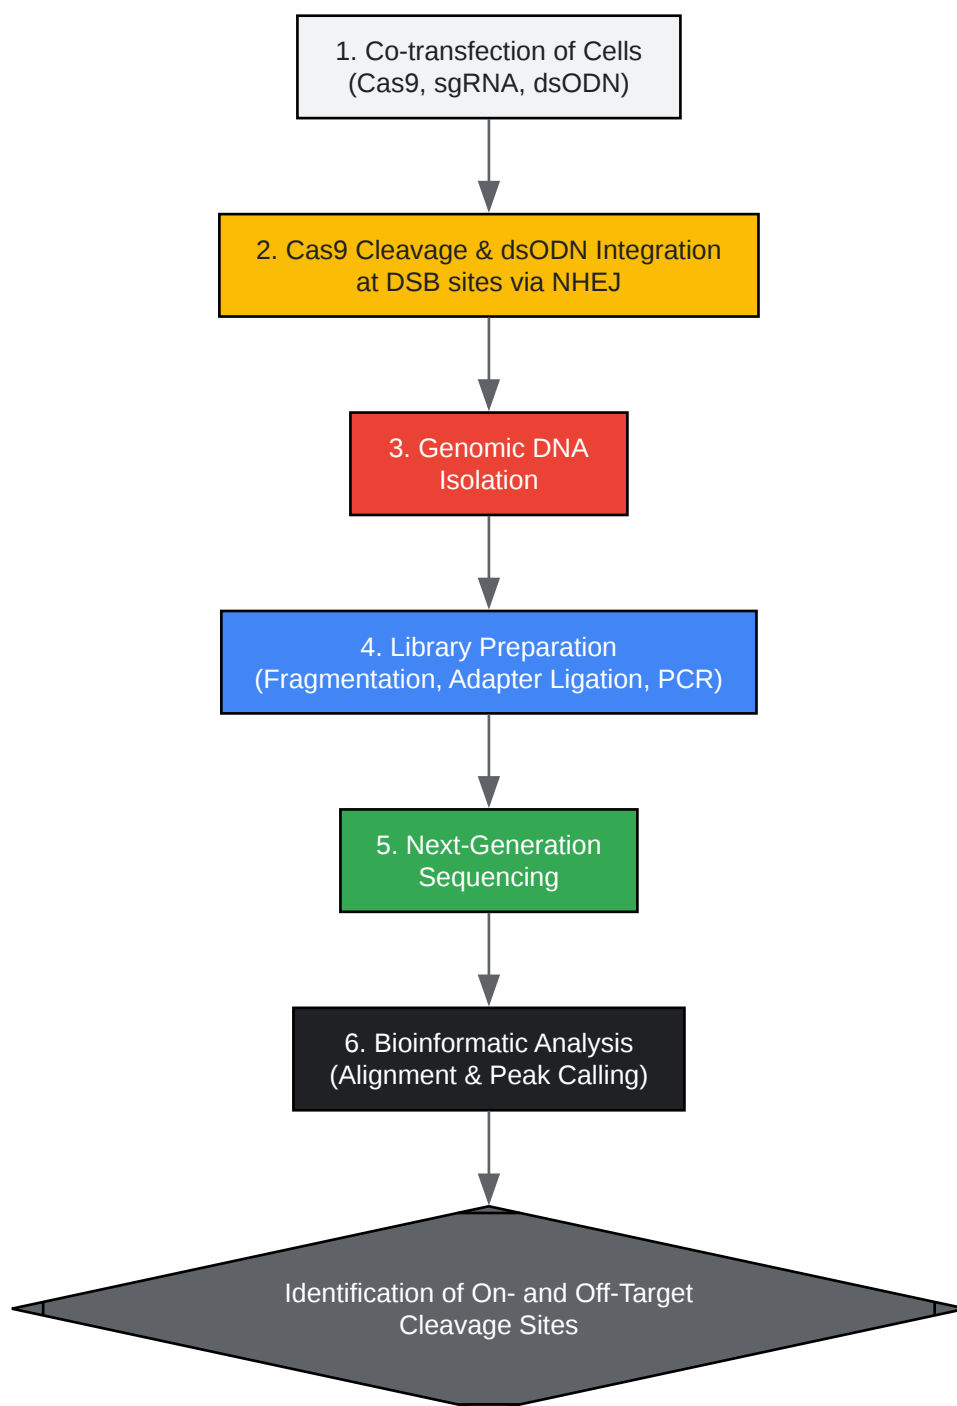 1. Co-transfection of Cells
(Cas9, sgRNA, dsODN)
2. Cas9 Cleavage & dsODN Integration
at DSB sites via NHEJ
3. Genomic DNA
Isolation
4. Library Preparation
(Fragmentation, Adapter Ligation, PCR)
5. Next-Generation
Sequencing
6. Bioinformatic Analysis
(Alignment & Peak Calling)
Identification of On- and Off-Target
Cleavage Sites